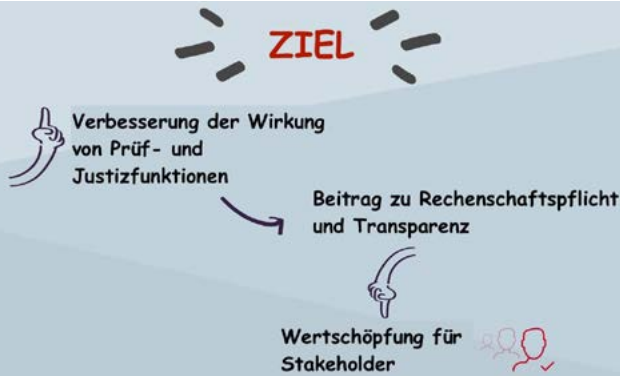 ZIEL
Verbesserung der Wirkung
von Prüf- und
Justizfunktionen
Beitrag zu Rechenschaftspflicht
und Transparenz
Wertschöpfung für
Stakeholder